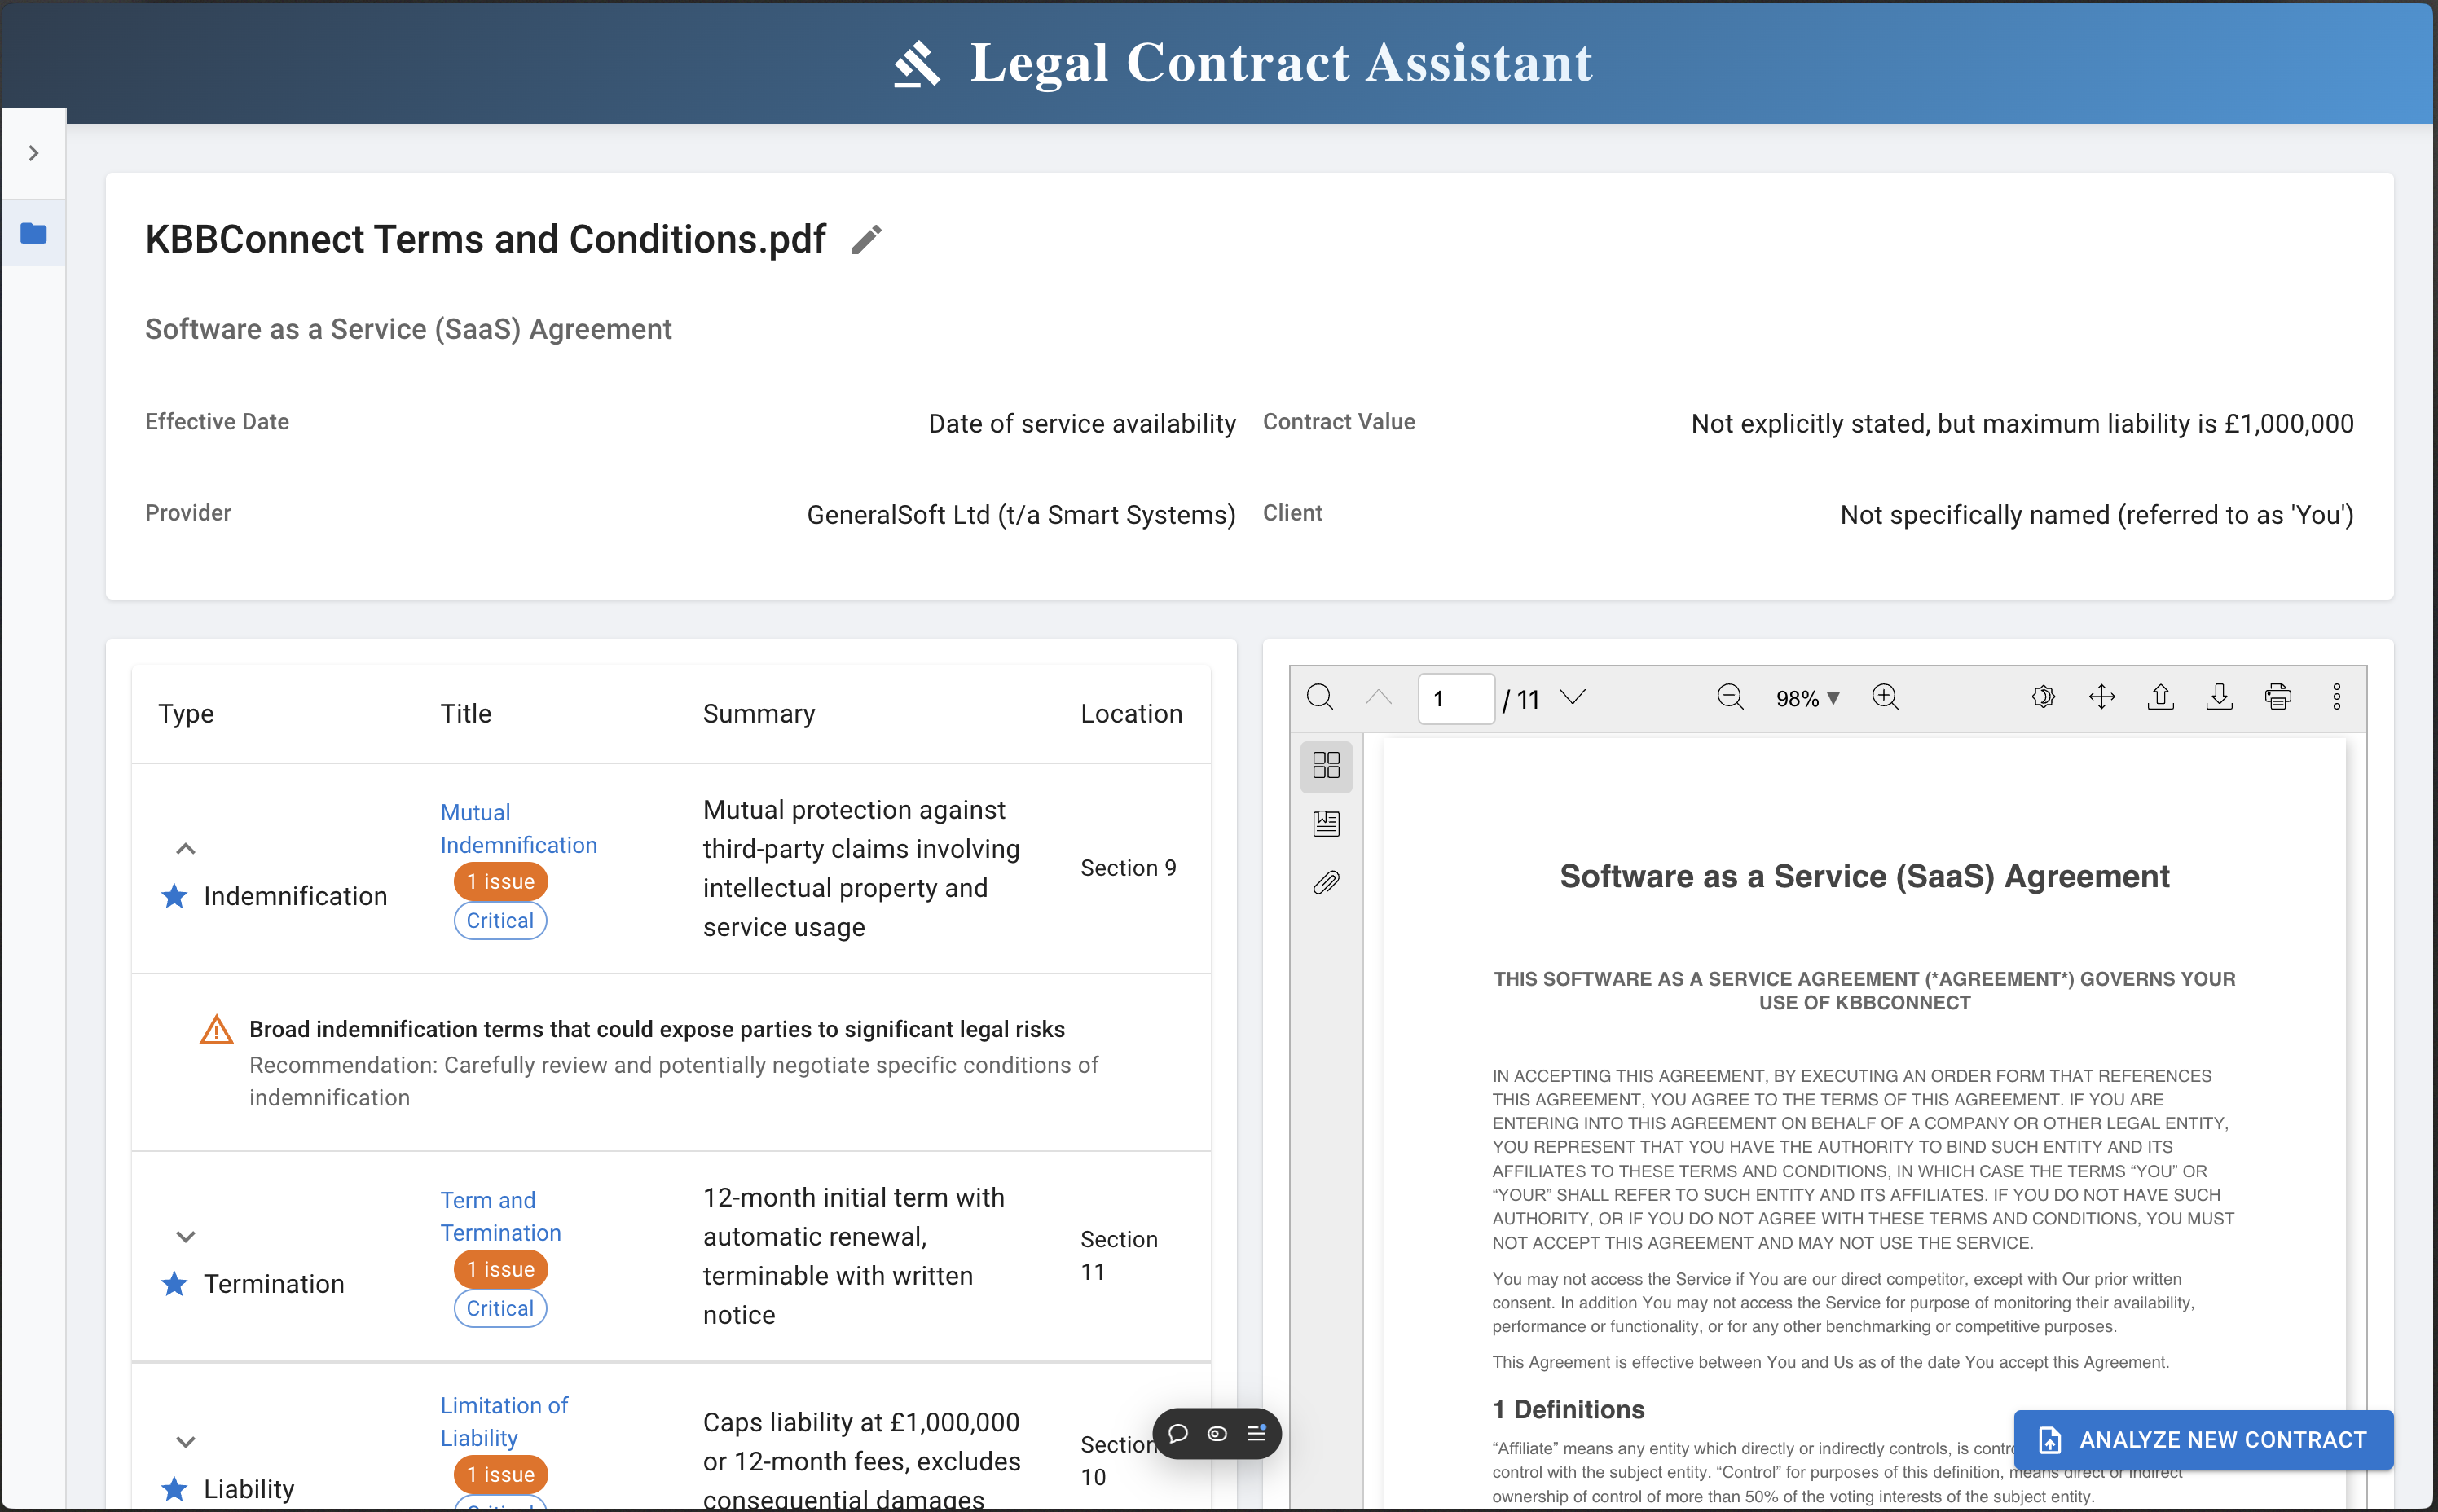 Legal Contract Assistant
KBBConnect Terms and Conditions.pdf
Software as a Service (SaaS) Agreement
Effective Date
Date of service availability
Contract Value
Not explicitly stated, but maximum liability is £1,000,000
Provider
GeneralSoft Ltd (t/a Smart Systems)
Client
Not specifically named (referred to as 'You')
Type
Title
Summary
Location
Indemnification
Mutual
Indemnification
1 issue
Critical
Mutual protection against
third-party claims involving
intellectual property and
service usage
Section 9
Broad indemnification terms that could expose parties to significant legal risks
Recommendation: Carefully review and potentially negotiate specific conditions of
indemnification
Termination
Term and
Termination
1 issue
Critical
12-month initial term with
automatic renewal,
terminable with written
notice
Section
11
Liability
Limitation of
Liability
1 issue
Caps liability at £1,000,000
or 12-month fees, excludes
consequential damages
Section
10
1
/ 11
98%
Software as a Service (SaaS) Agreement
THIS SOFTWARE AS A SERVICE AGREEMENT (*AGREEMENT*) GOVERNS YOUR
USE OF KBBCONNECT
IN ACCEPTING THIS AGREEMENT, BY EXECUTING AN ORDER FORM THAT REFERENCES
THIS AGREEMENT, YOU AGREE TO THE TERMS OF THIS AGREEMENT. IF YOU ARE
ENTERING INTO THIS AGREEMENT ON BEHALF OF A COMPANY OR OTHER LEGAL ENTITY,
YOU REPRESENT THAT YOU HAVE THE AUTHORITY TO BIND SUCH ENTITY AND ITS
AFFILIATES TO THESE TERMS AND CONDITIONS, IN WHICH CASE THE TERMS “YOU” OR
“YOUR” SHALL REFER TO SUCH ENTITY AND ITS AFFILIATES. IF YOU DO NOT HAVE SUCH
AUTHORITY, OR IF YOU DO NOT AGREE WITH THESE TERMS AND CONDITIONS, YOU MUST
NOT ACCEPT THIS AGREEMENT AND MAY NOT USE THE SERVICE.
You may not access the Service if You are our direct competitor, except with Our prior written
consent. In addition You may not access the Service for purpose of monitoring their availability,
performance or functionality, or for any other benchmarking or competitive purposes.
This Agreement is effective between You and Us as of the date You accept this Agreement.
1 Definitions
“Affiliate” means any entity which directly or indirectly controls, is
control with the subject entity. “Control” for purposes of this definition, means direct or indirect
ownership of control of more than 50% of the voting interests of the subject entity.
ANALYZE NEW CONTRACT